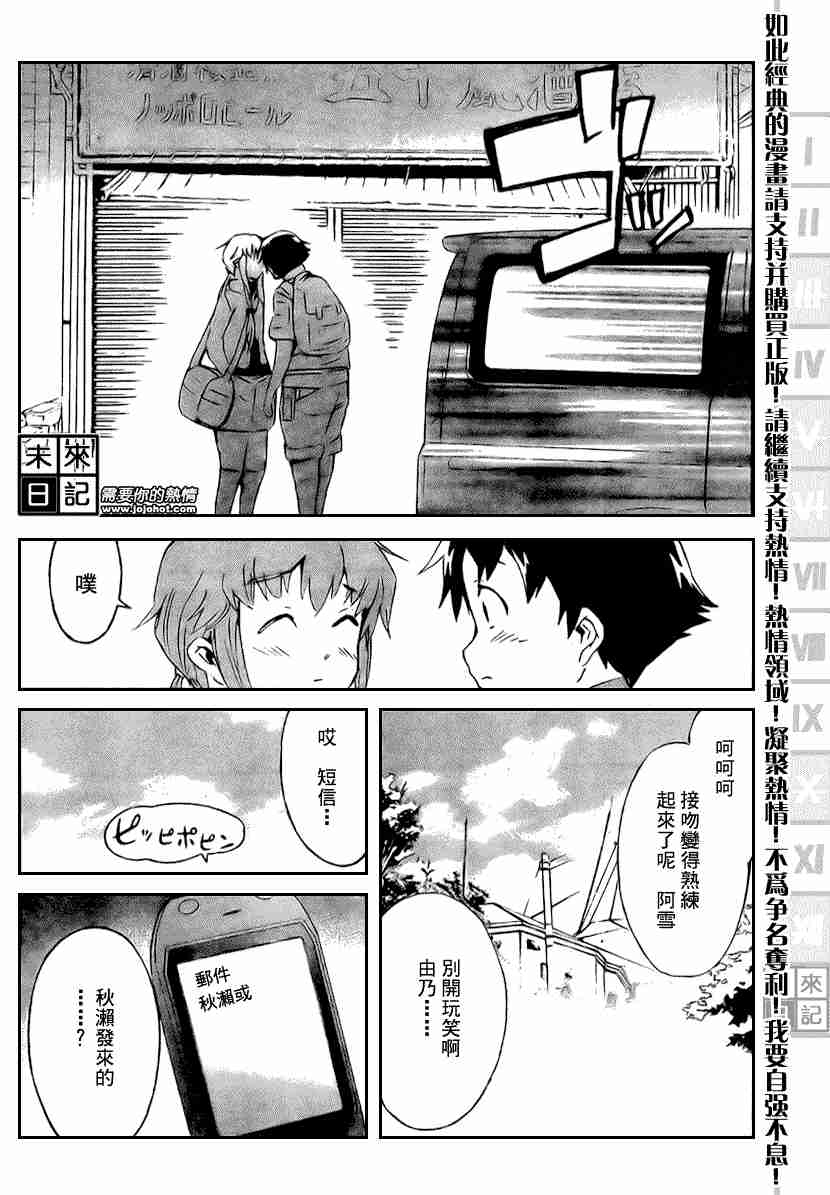 ノッポロヒール
ゴ
未來
日記
需要你的熱情
www.jojohot.com
噗
呵呵呵
接吻變得熟練
起來了呢 阿雪
別開玩笑啊
由乃……
哎
短信…
ピッピポピン
郵件
秋瀨或
秋瀨發來的
……?
如此經典的漫畫請支持并購買正版!請繼續支持熱情!熱情領域!凝聚熱情!不爲争名奪利!我要自强不息!
I
II
III
IV
V
VI
VII
VIII
IX
X
XI
來
記